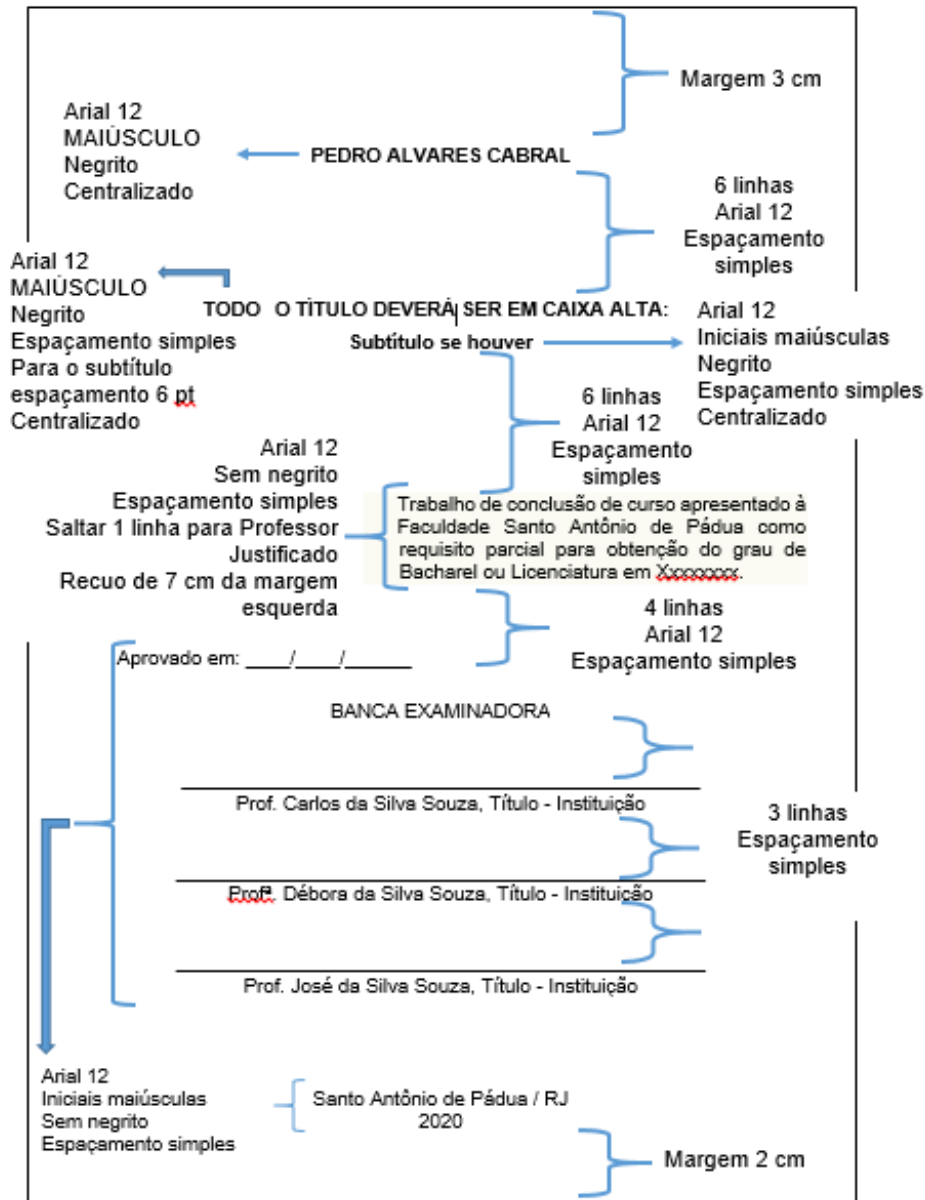 Margem 3 cm
Arial 12
MAIÚSCULO
Negrito
Centralizado
PEDRO ALVARES CABRAL
6 linhas
Arial 12
Espaçamento
simples
Arial 12
MAIÚSCULO
Negrito
Espaçamento simples
Para o subtítulo
espaçamento 6 pt
Centralizado
TODO O TÍTULO DEVERÁ SER EM CAIXA ALTA:
Subtítulo se houver
Arial 12
Iniciais maiúsculas
Negrito
Espaçamento simples
Centralizado
6 linhas
Arial 12
Espaçamento
simples
Arial 12
Sem negrito
Espaçamento simples
Saltar 1 linha para Professor
Justificado
Recuo de 7 cm da margem
esquerda
Trabalho de conclusão de curso apresentado à
Faculdade Santo Antônio de Pádua como
requisito parcial para obtenção do grau de
Bacharel ou Licenciatura em Xxxxxxxx.
4 linhas
Arial 12
Espaçamento simples
Aprovado em: ____/____/______
BANCA EXAMINADORA
Prof. Carlos da Silva Souza, Título - Instituição
3 linhas
Espaçamento
simples
Profª. Débora da Silva Souza, Título - Instituição
Prof. José da Silva Souza, Título - Instituição
Arial 12
Iniciais maiúsculas
Sem negrito
Espaçamento simples
Santo Antônio de Pádua / RJ
2020
Margem 2 cm